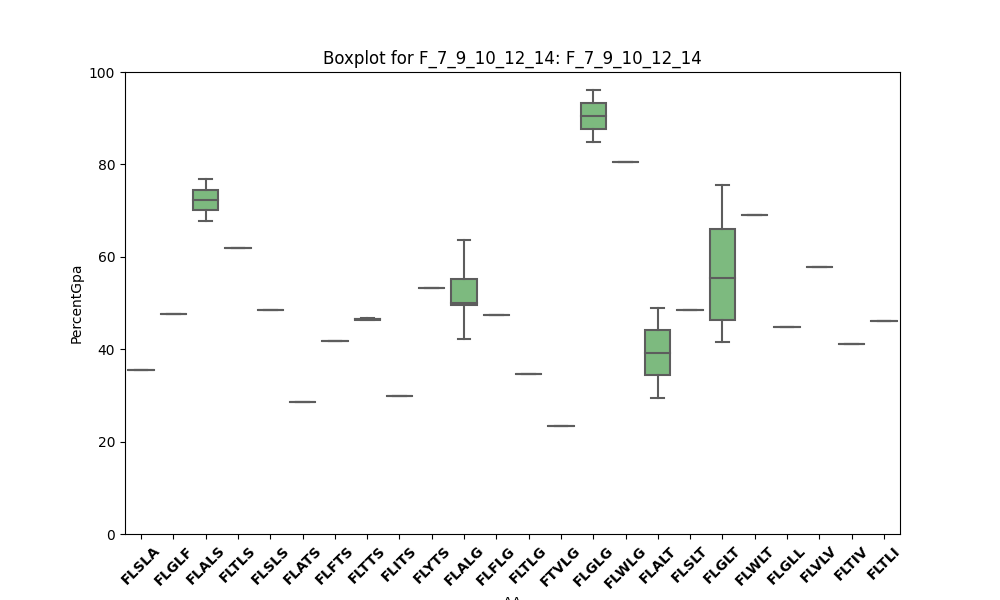 Boxplot for F_7_9_10_12_14: F_7_9_10_12_14
100
80
60
40
20
0
PercentGpa
FLSLA
FLGLF
FLALS
FLTLS
FLSLS
FLATS
FLFTS
FLTTS
FLITS
FLYTS
FLALG
FLFLG
FLTLG
FTVLG
FLGLG
FLWLG
FLALT
FLSLT
FLGLT
FLWLT
FLGLL
FLVLV
FLTIV
FLTLI